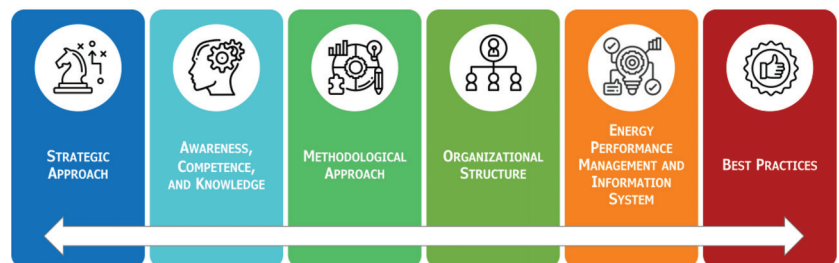 STRATEGIC
APPROACH
AWARENESS,
COMPETENCE,
AND KNOWLEDGE
METHODOLOGICAL
APPROACH
ORGANIZATIONAL
STRUCTURE
ENERGY
PERFORMANCE
MANAGEMENT AND
INFORMATION
SYSTEM
BEST PRACTICES